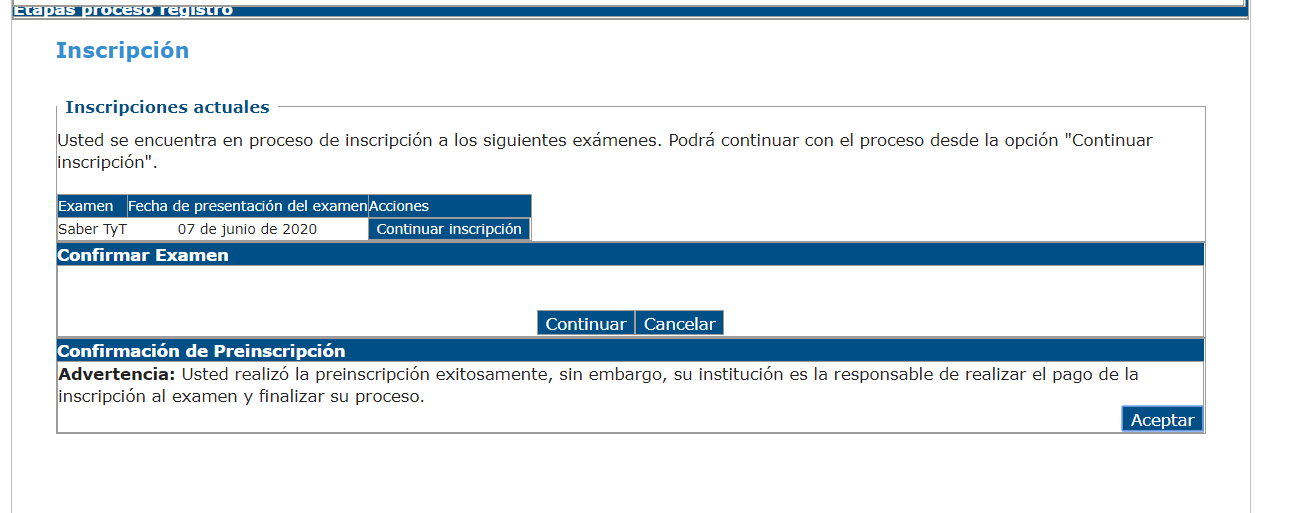 Etapas proceso registro
Inscripción
Inscripciones actuales
Usted se encuentra en proceso de inscripción a los siguientes exámenes. Podrá continuar con el proceso desde la opción "Continuar
inscripción".
Examen Fecha de presentación del examen Acciones
Saber TyT 07 de junio de 2020 Continuar inscripción
Confirmar Examen
Continuar Cancelar
Confirmación de Preinscripción
Advertencia: Usted realizó la preinscripción exitosamente, sin embargo, su institución es la responsable de realizar el pago de la
inscripción al examen y finalizar su proceso.
Aceptar